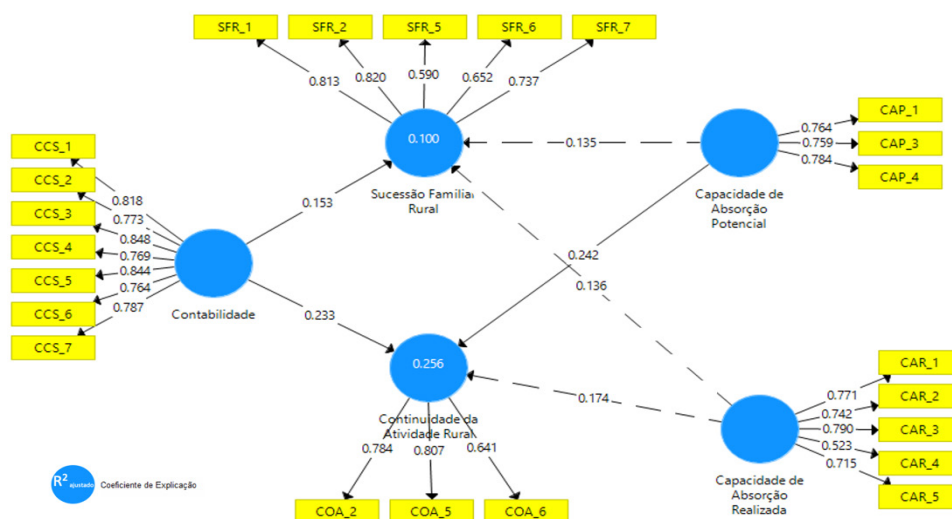 SFR_1
SFR_2
SFR_5
SFR_6
SFR_7
0.813
0.820
0.590
0.652
0.737
0.100
Sucessão Familiar
Rural
CAP_1
CAP_3
CAP_4
0.764
0.759
0.784
Capacidade de
Absorção
Potencial
0.135
CCS_1
CCS_2
CCS_3
CCS_4
CCS_5
CCS_6
CCS_7
0.818
0.773
0.848
0.769
0.844
0.764
0.787
Contabilidade
0.153
0.233
0.242
0.136
0.174
0.256
Continuidade da
Atividade Rural
0.784
0.807
0.641
COA_2
COA_5
COA_6
CAR_1
CAR_2
CAR_3
CAR_4
CAR_5
0.771
0.742
0.790
0.523
0.715
Capacidade de
Absorção
Realizada
R² ajustado
Coeficiente de Explicação